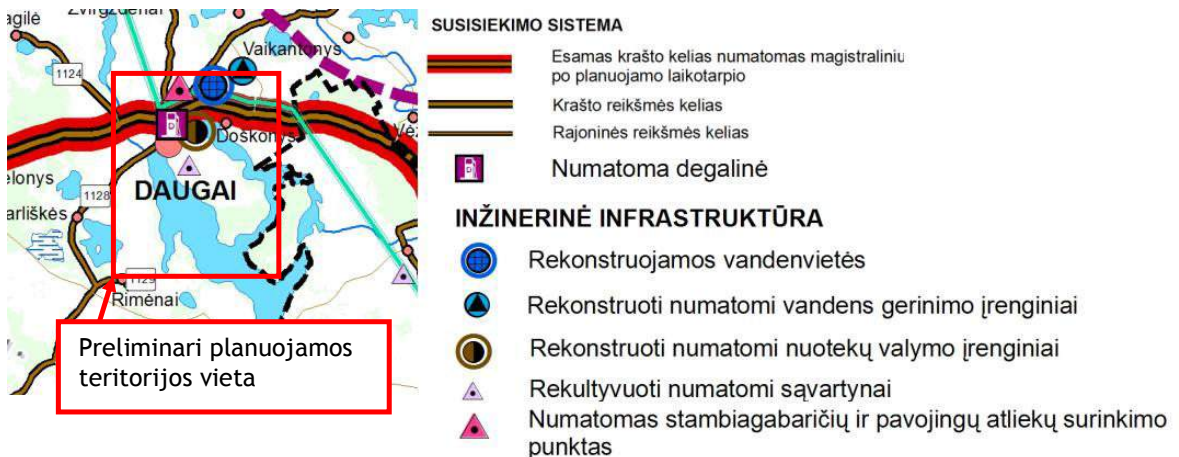 Vaikantonys
1124
Doškonys
DAUGAI
1128
1129
Rimėnai
Preliminari planuojamos
teritorijos vieta
SUSISIEKIMO SISTEMA
Esamas krašto kelias numatomas magistraliniu
po planuojamo laikotarpio
Krašto reikšmės kelias
Rajoninės reikšmės kelias
Numatoma degalinė
INŽINERINĖ INFRASTRUKTŪRA
Rekonstruojamos vandenvietės
Rekonstruoti numatomi vandens gerinimo įrenginiai
Rekonstruoti numatomi nuotekų valymo įrenginiai
Rekultyvuoti numatomi sąvartynai
Numatomas stambiagabaričių ir pavojingų atliekų surinkimo
punktas